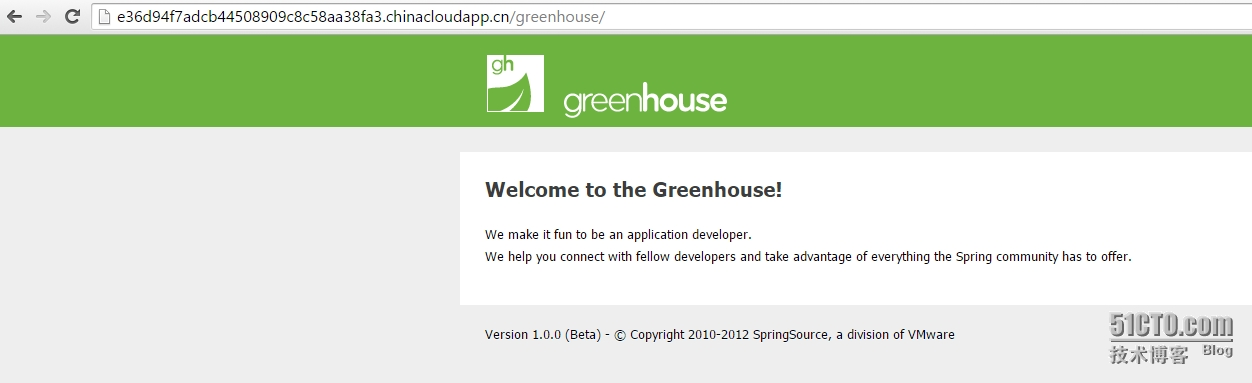 e36d94f7adcb44508909c8c58aa38fa3.chinacloudapp.cn/greenhouse/
gh
greenhouse
Welcome to the Greenhouse!
We make it fun to be an application developer.
We help you connect with fellow developers and take advantage of everything the Spring community has to offer.
Version 1.0.0 (Beta) - © Copyright 2010-2012 SpringSource, a division of VMware
51CTO.com
技术博客 Blog